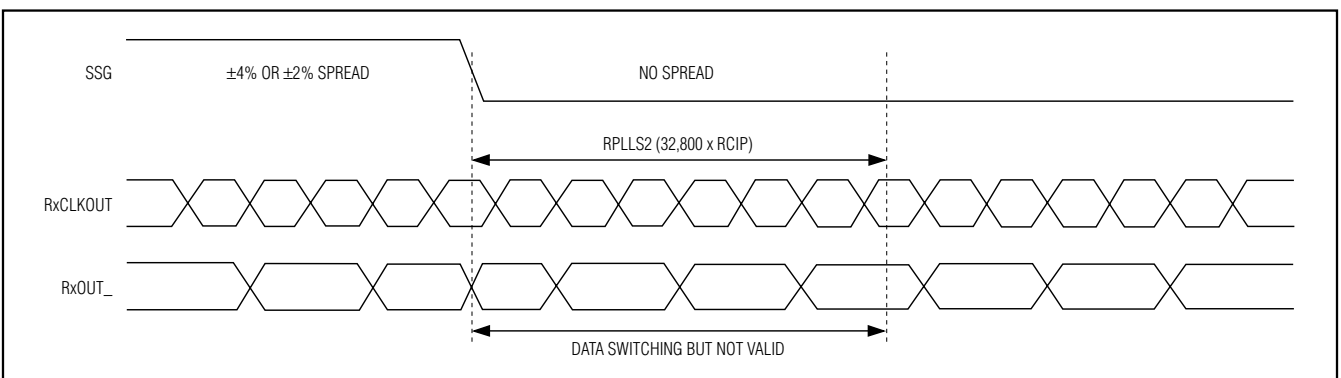 SSG
±4% OR ±2% SPREAD
NO SPREAD
RPLLS2 (32,800 x RCIP)
RxCLKOUT
RxOUT_
DATA SWITCHING BUT NOT VALID